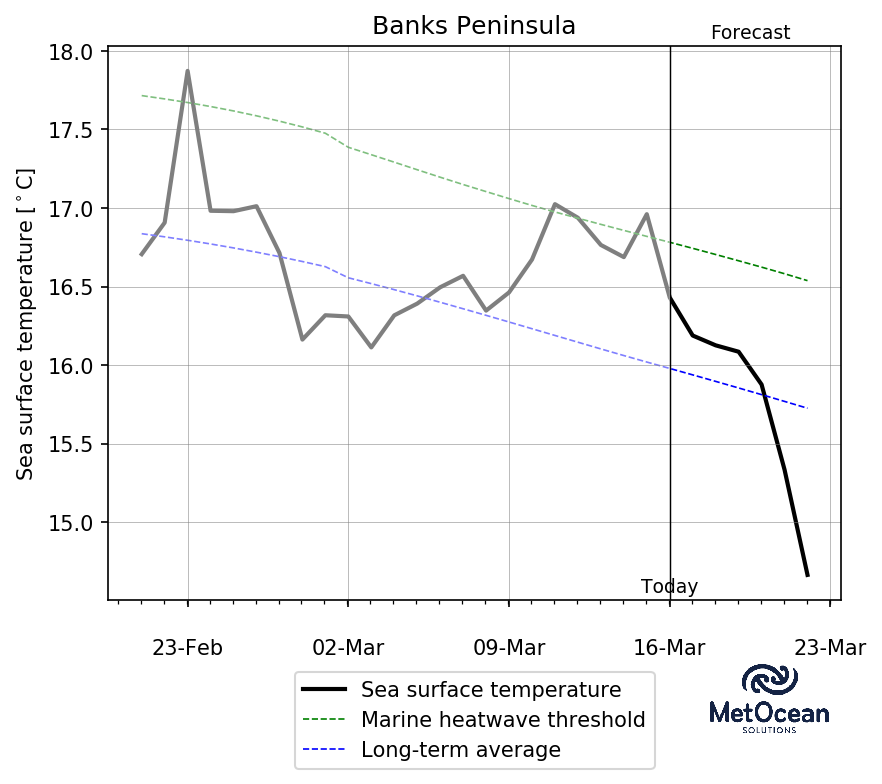 Banks Peninsula
Forecast
Sea surface temperature [°C]
18.0
17.5
17.0
16.5
16.0
15.5
15.0
Today
23-Feb 02-Mar 09-Mar 16-Mar 23-Mar
Sea surface temperature
Marine heatwave threshold
Long-term average
MetOcean
SOLUTIONS